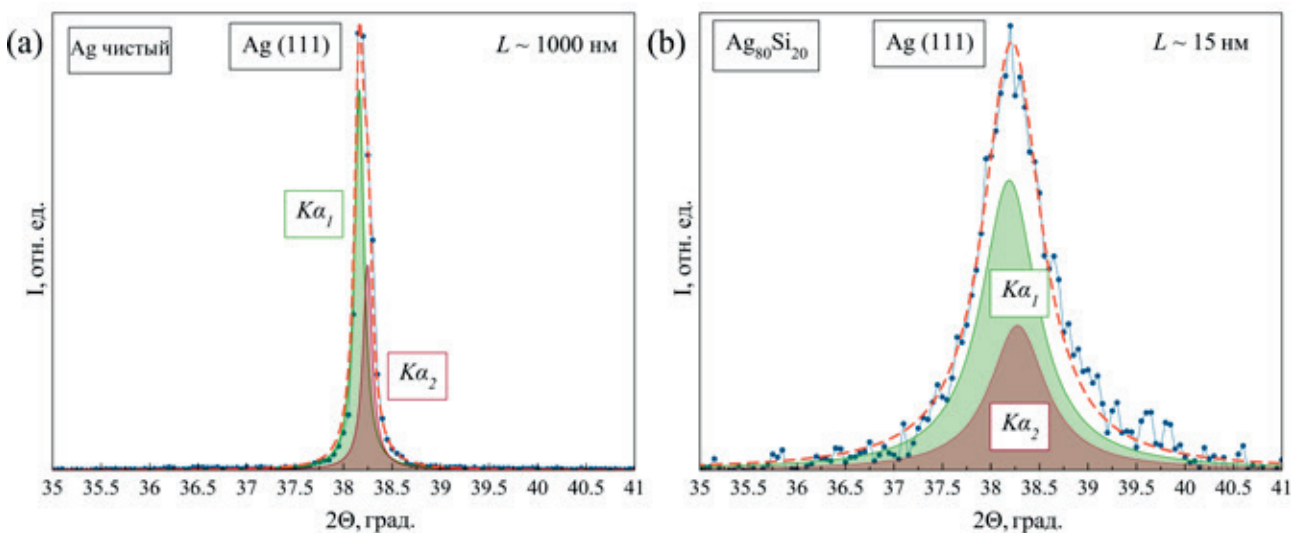 (a)
Ag чистый
Ag (111)
L ~ 1000 нм
Kα₁
Kα₂
I, отн. ед.
35 35.5 36 36.5 37 37.5 38 38.5 39 39.5 40 40.5 41
2Θ, град.
(b)
Ag₈₀Si₂₀
Ag (111)
L ~ 15 нм
Kα₁
Kα₂
I, отн. ед.
35 35.5 36 36.5 37 37.5 38 38.5 39 39.5 40 40.5 41
2Θ, град.